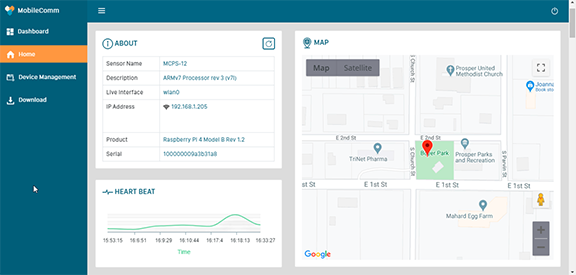 MobileComm
Dashboard
Home
Device Management
Download
ABOUT
Sensor Name MCPS-12
Description ARMv7 Processor rev 3 (v7l)
Live Interface wlan0
IP Address 192.168.1.205
Product Raspberry PI 4 Model B Rev 1.2
Serial 100000009a3b31a8
HEART BEAT
15:53:15 16:6:51 16:9:29 16:10:44 16:17:4 16:18:13 16:33:27
Time
MAP
Map Satellite
Prosper United
Methodist Church
Joanna
Book sto
S Church St
E 2nd St
E 2nd St
TriNet Pharma
Park
S Church St
Prosper Parks
and Recreation
S Parvin St
E 1st St
E 1st St
E 1st St
Mahard Egg Farm
Google